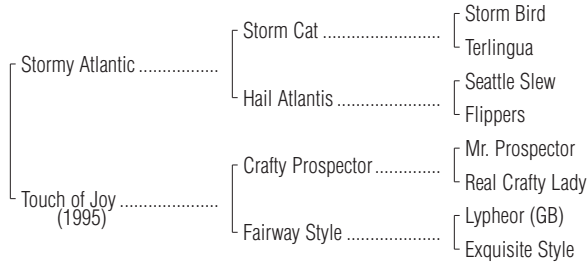 Storm Bird
Storm Cat ......................
Terlingua
Stormy Atlantic ...............
Seattle Slew
Hail Atlantis ...................
Flippers
Mr. Prospector
Crafty Prospector ............
Real Crafty Lady
Touch of Joy ..................
(1995)
Lypheor (GB)
Fairway Style .................
Exquisite Style